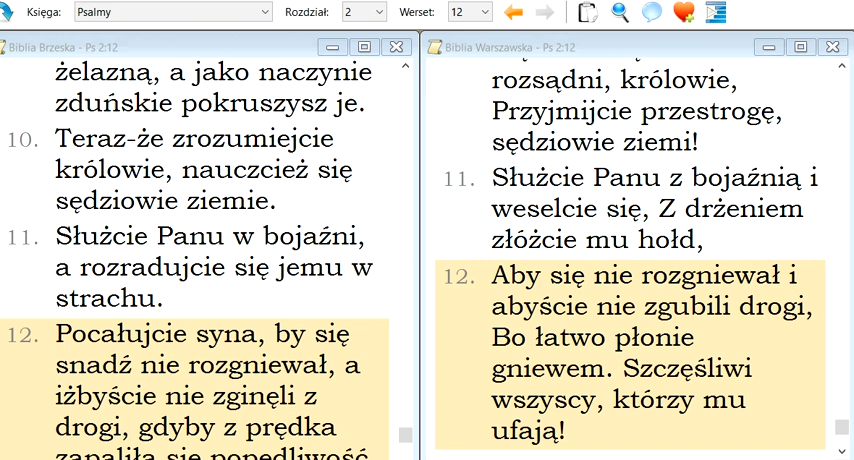 Księga: Psalmy Rozdział: 2 Werset: 12
Biblia Brzeska - Ps 2:12
żelazną, a jako naczynie
zduńskie pokruszysz je.
10. Teraz-że zrozumiejcie
królowie, nauczcież się
sędziowie ziemie.
11. Służcie Panu w bojaźni,
a rozradujcie się jemu w
strachu.
12. Pocałujcie syna, by się
snadź nie rozgniewał, a
iżbyście nie zginęli z
drogi, gdyby z prędka
zapaliła się popędliwość
Biblia Warszawska - Ps 2:12
rozsądni, królowie,
Przyjmijcie przestrogę,
sędziowie ziemi!
11. Służcie Panu z bojaźnią i
weselcie się, Z drżeniem
złóżcie mu hołd,
12. Aby się nie rozgniewał i
abyście nie zgubili drogi,
Bo łatwo płonie
gniewem. Szczęśliwi
wszyscy, którzy mu
ufają!